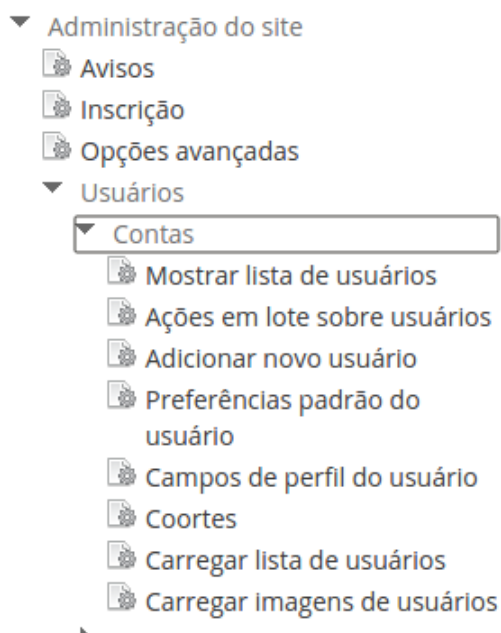 Administração do site
Avisos
Inscrição
Opções avançadas
Usuários
Contas
Mostrar lista de usuários
Ações em lote sobre usuários
Adicionar novo usuário
Preferências padrão do
usuário
Campos de perfil do usuário
Coortes
Carregar lista de usuários
Carregar imagens de usuários